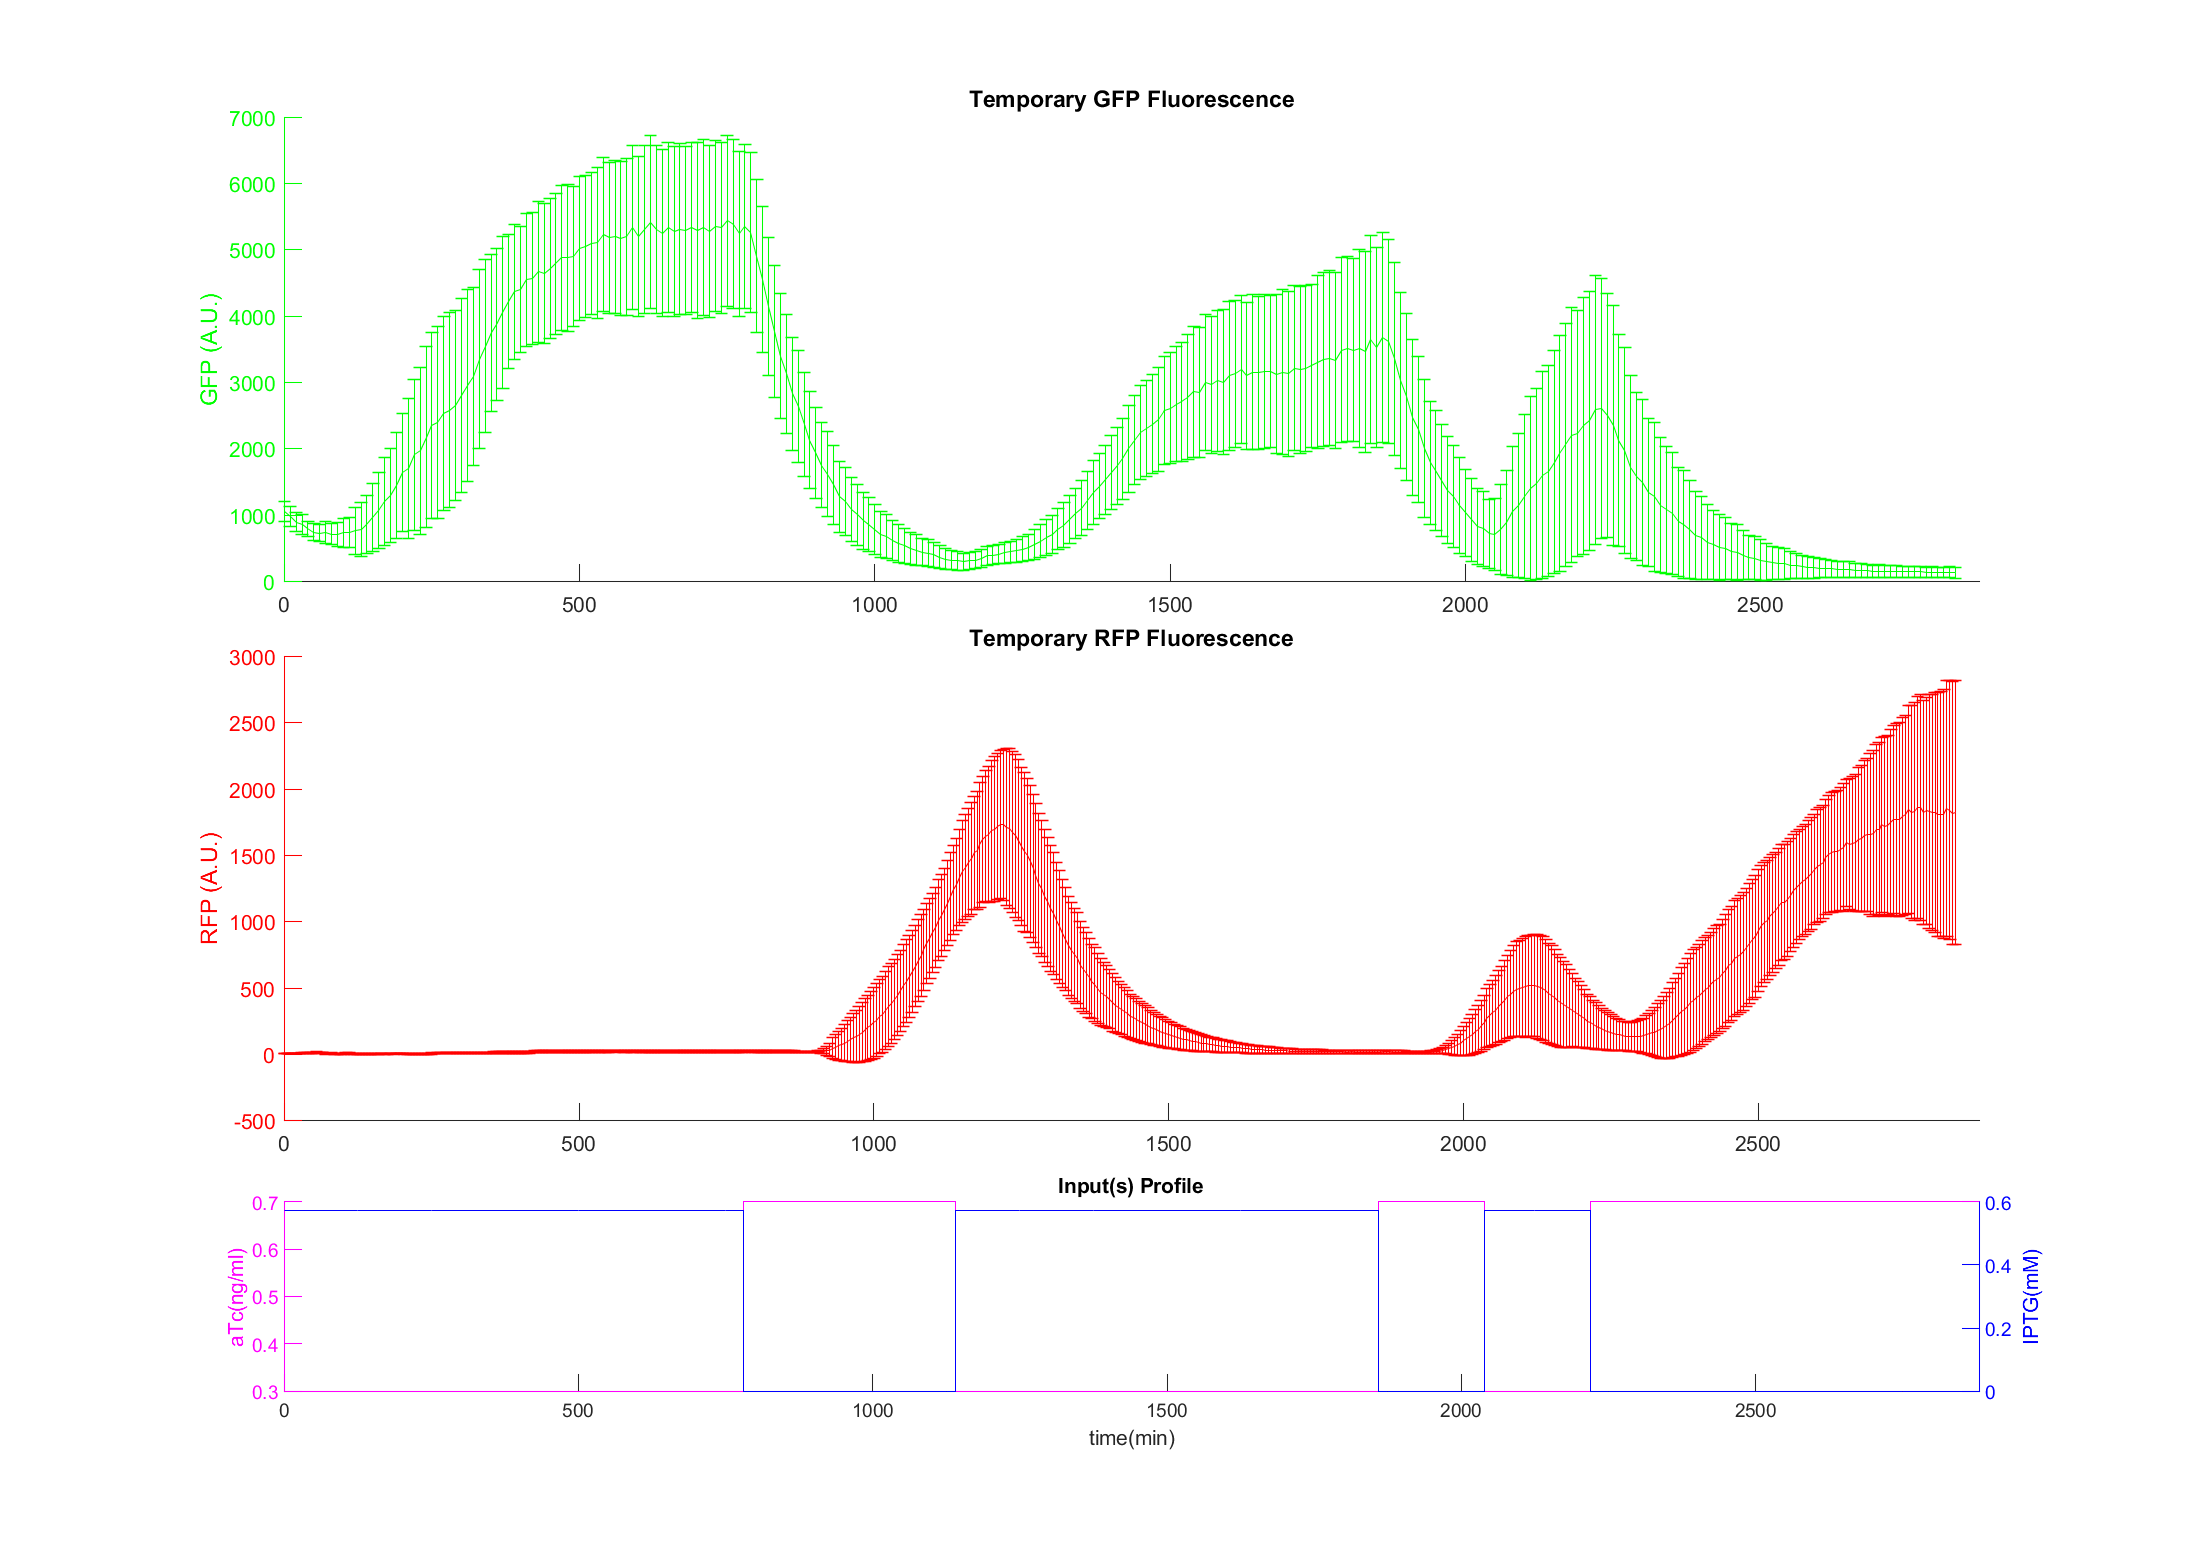 Temporary GFP Fluorescence
7000
6000
5000
4000
3000
2000
1000
0
GFP (A.U.)
0 500 1000 1500 2000 2500
Temporary RFP Fluorescence
3000
2500
2000
1500
1000
500
0
-500
RFP (A.U.)
0 500 1000 1500 2000 2500
Input(s) Profile
0.7
0.6
0.5
0.4
0.3
aTc(ng/ml)
0.6
0.4
0.2
0
IPTG(mM)
0 500 1000 1500 2000 2500
time(min)